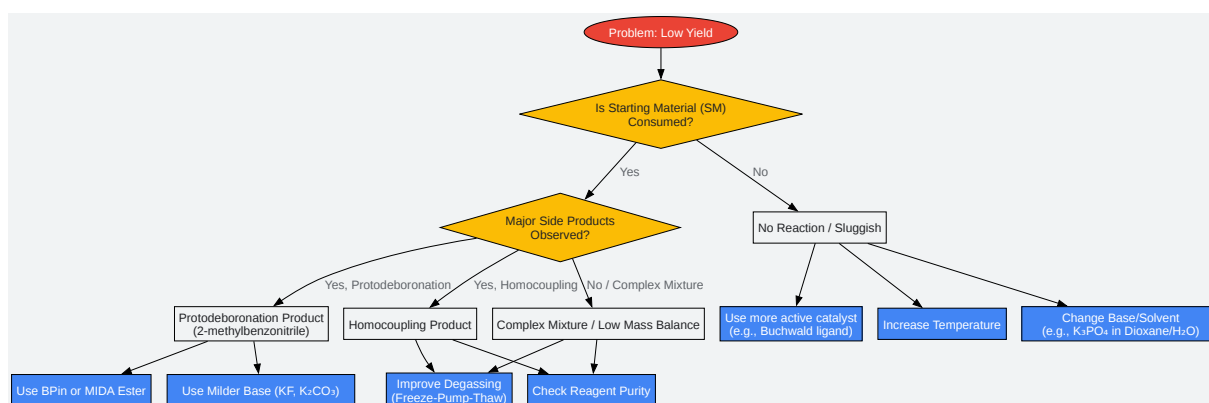 Problem: Low Yield
Is Starting Material (SM)
Consumed?
Yes
No
Major Side Products
Observed?
No Reaction / Sluggish
Yes, Protodeboronation
Yes, Homocoupling
No / Complex Mixture
Protodeboronation Product
(2-methylbenzonitrile)
Homocoupling Product
Complex Mixture / Low Mass Balance
Use more active catalyst
(e.g., Buchwald ligand)
Increase Temperature
Change Base/Solvent
(e.g., K₃PO₄ in Dioxane/H₂O)
Use BPin or MIDA Ester
Use Milder Base (KF, K₂CO₃)
Improve Degassing
(Freeze-Pump-Thaw)
Check Reagent Purity